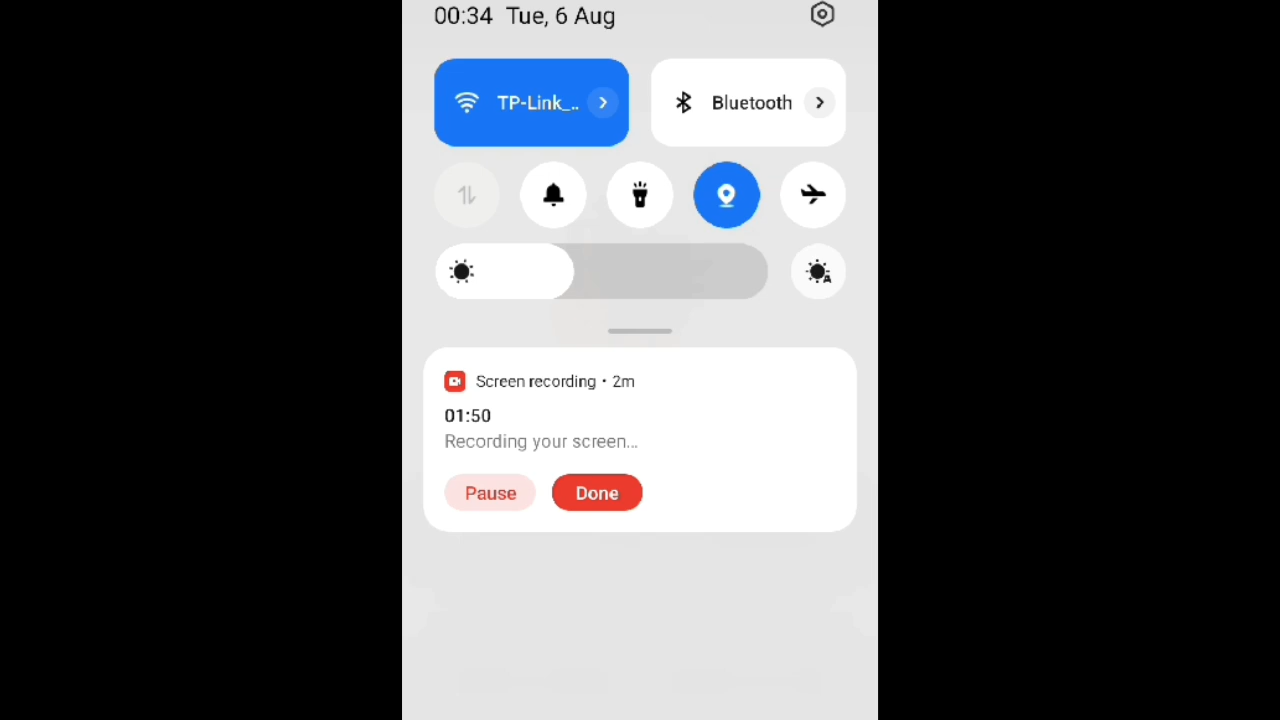 00:34 Tue, 6 Aug
TP-Link_..
Bluetooth
A
Screen recording • 2m
01:50
Recording your screen...
Pause
Done